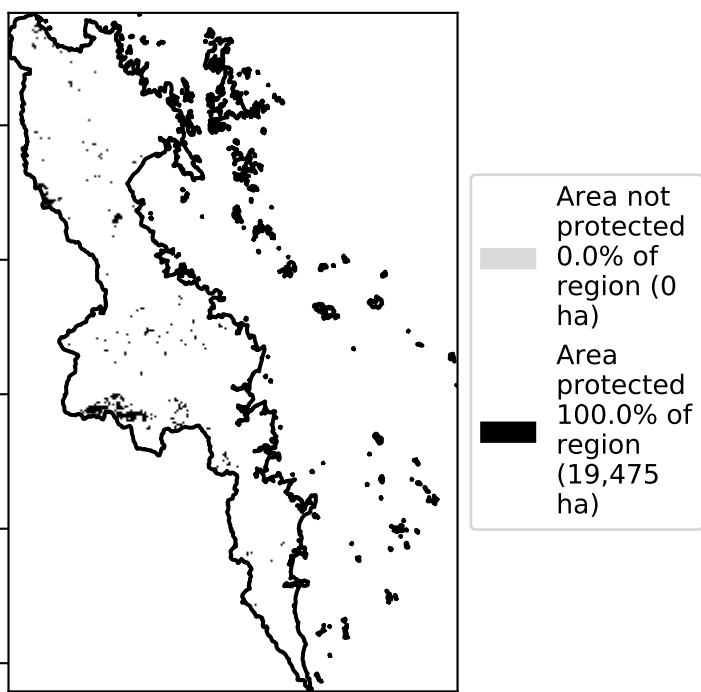 Area not
protected
0.0% of
region (0
ha)
Area
protected
100.0% of
region
(19,475
ha)